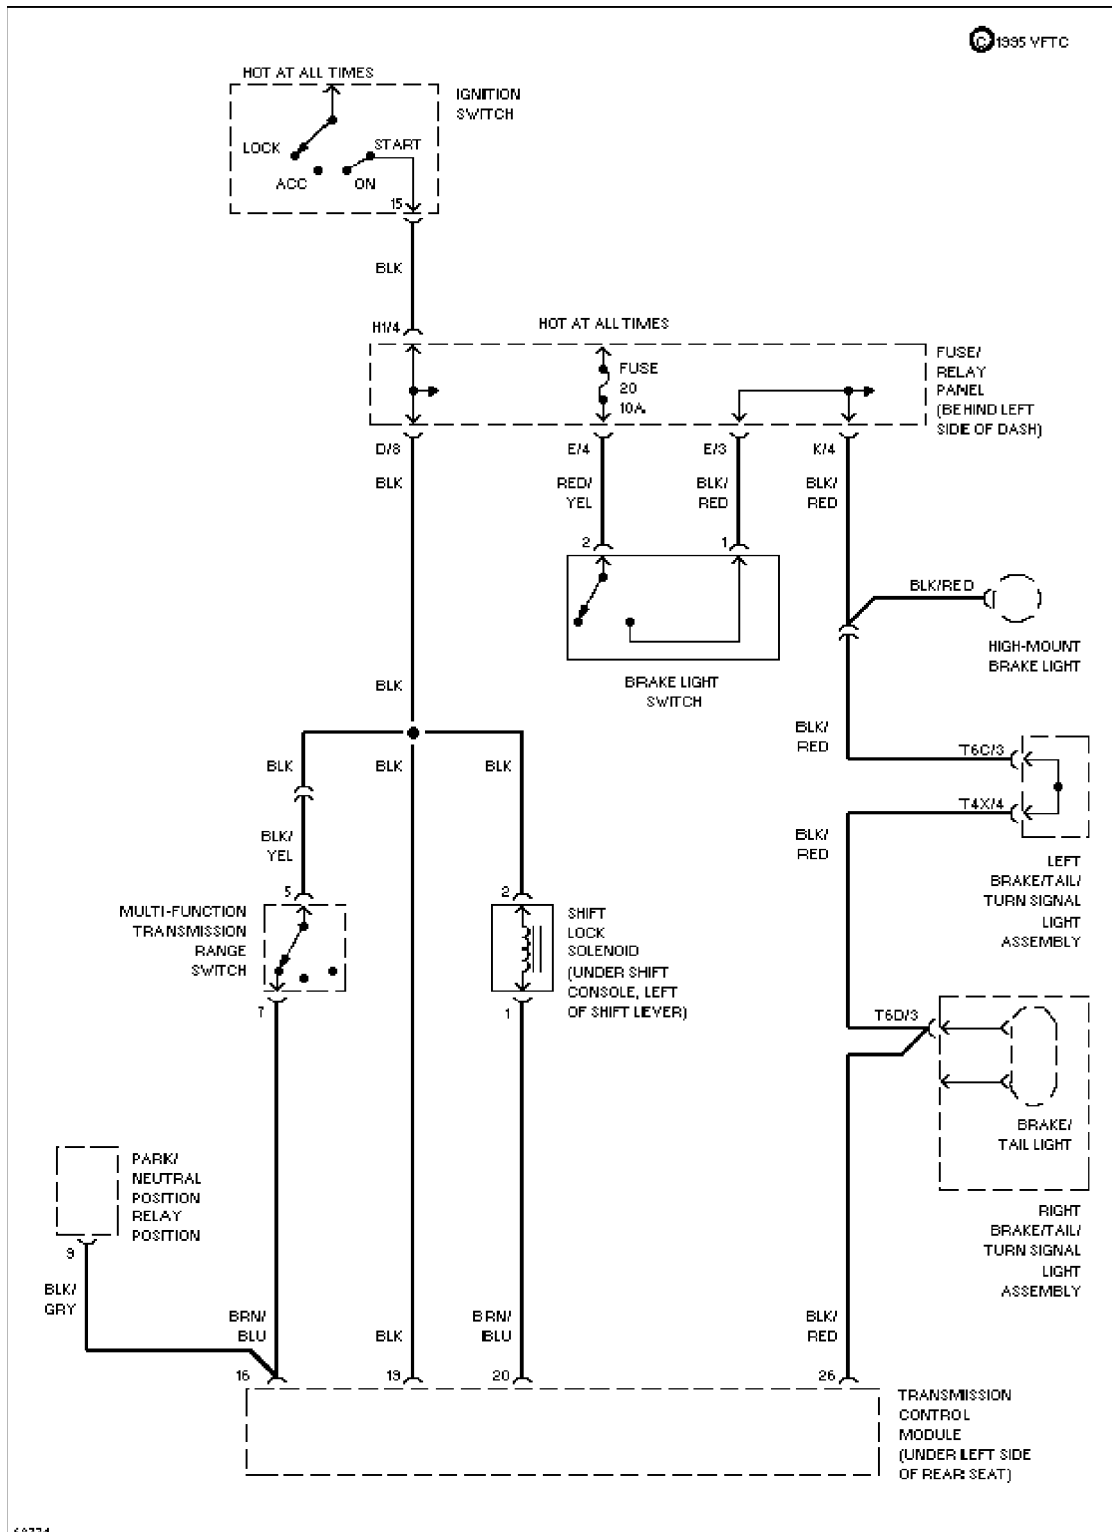 © 1995 VFTC
HOT AT ALL TIMES
IGNITION
SWITCH
LOCK
START
ACC
ON
15
BLK
H1/4
HOT AT ALL TIMES
FUSE
20
10A
FUSE/
RELAY
PANEL
(BEHIND LEFT
SIDE OF DASH)
D/8
E/4
E/3
K/4
BLK
RED/
YEL
BLK/
RED
BLK/
RED
2
1
BLK/RED
HIGH-MOUNT
BRAKE LIGHT
BRAKE LIGHT
SWITCH
BLK
BLK/
RED
T6C/3
BLK
BLK
BLK
T4X/4
BLK/
RED
BLK/
YEL
LEFT
BRAKE/TAIL/
TURN SIGNAL
LIGHT
ASSEMBLY
5
2
MULTI-FUNCTION
TRANSMISSION
RANGE
SWITCH
SHIFT
LOCK
SOLENOID
(UNDER SHIFT
CONSOLE, LEFT
OF SHIFT LEVER)
7
1
T6D/3
BRAKE/
TAIL LIGHT
PARK/
NEUTRAL
POSITION
RELAY
POSITION
RIGHT
BRAKE/TAIL/
TURN SIGNAL
LIGHT
ASSEMBLY
9
BLK/
GRY
BRN/
BLU
BLK
BRN/
BLU
BLK/
RED
16
19
20
26
TRANSMISSION
CONTROL
MODULE
(UNDER LEFT SIDE
OF REAR SEAT)